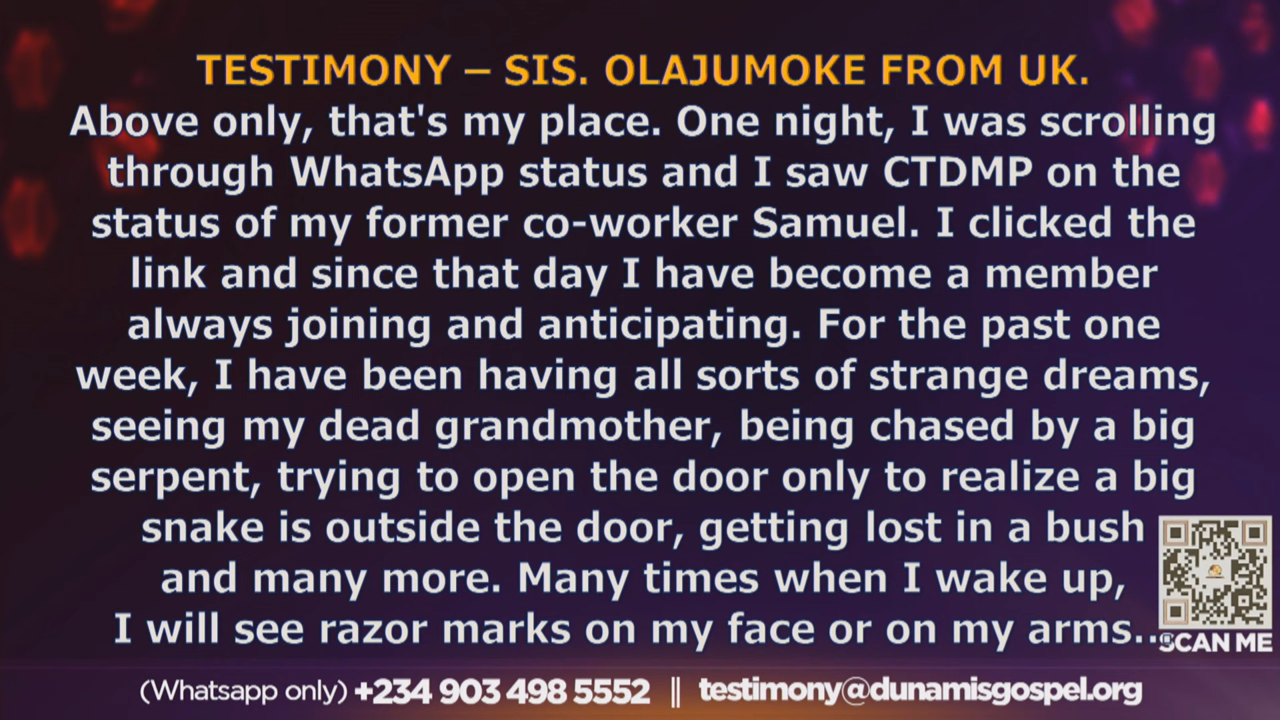 TESTIMONY – SIS. OLAJUMOKE FROM UK.
Above only, that's my place. One night, I was scrolling
through WhatsApp status and I saw CTDMP on the
status of my former co-worker Samuel. I clicked the
link and since that day I have become a member
always joining and anticipating. For the past one
week, I have been having all sorts of strange dreams,
seeing my dead grandmother, being chased by a big
serpent, trying to open the door only to realize a big
snake is outside the door, getting lost in a bush
and many more. Many times when I wake up,
I will see razor marks on my face or on my arms...
SCAN ME
(Whatsapp only) +234 903 498 5552 || testimony@dunamisgospel.org